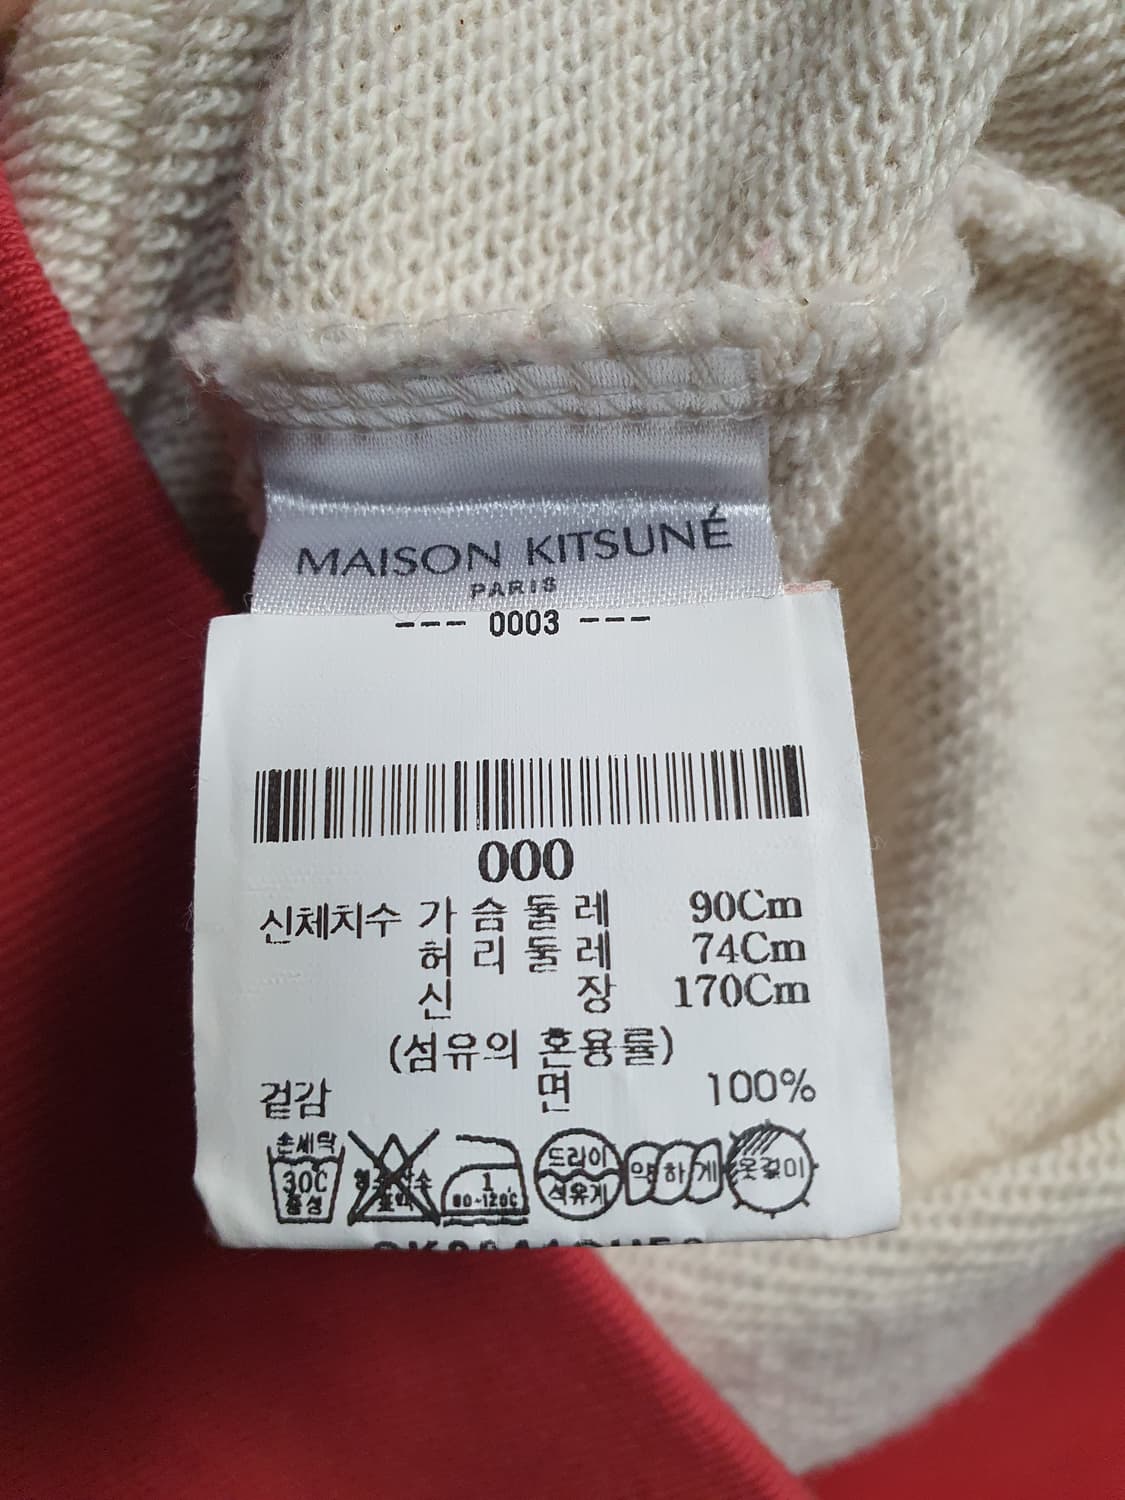 MAISON KITSUNÉ
PARIS
--- 0003 ---
000
신체치수 가 슴 둘 레 90Cm
허 리 둘 레 74Cm
신 장 170Cm
(섬유의 혼용률)
겉감 면 100%
손세탁 30C 중성
1 80~120℃
드라이 석유계
약하게
옷걸이